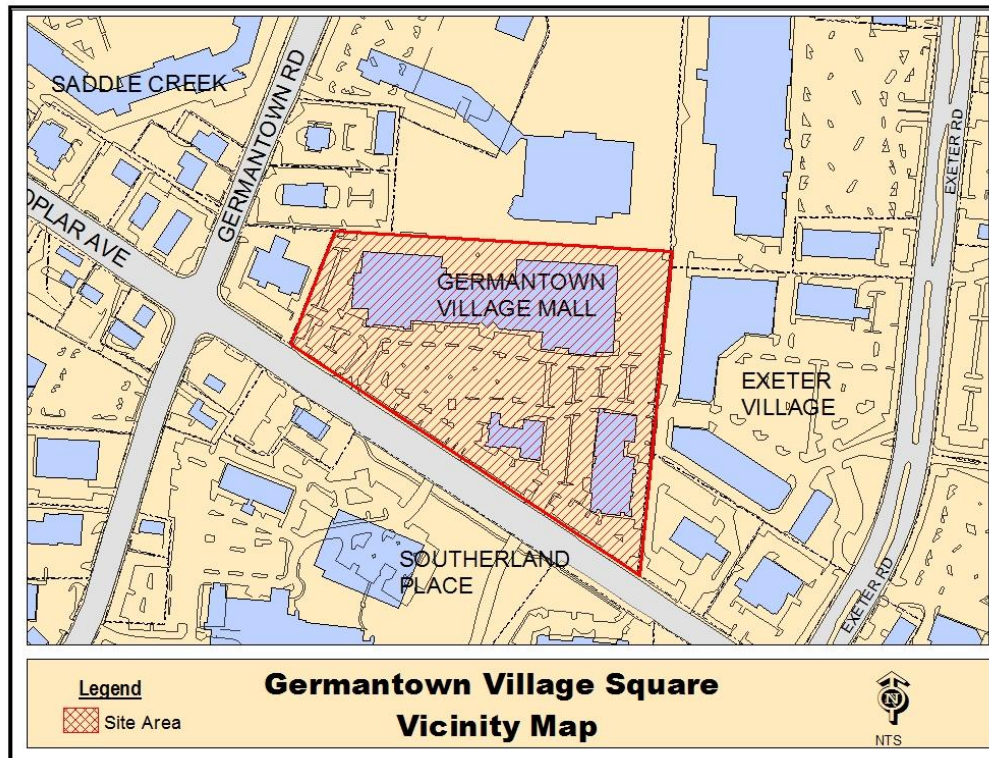 SADDLE CREEK
GERMANTOWN RD
OPLAR AVE
EXETER RD
GERMANTOWN
VILLAGE MALL
EXETER
VILLAGE
SOUTHERLAND
PLACE
EXETER RD
Legend
Site Area
Germantown Village Square
Vicinity Map
N
NTS